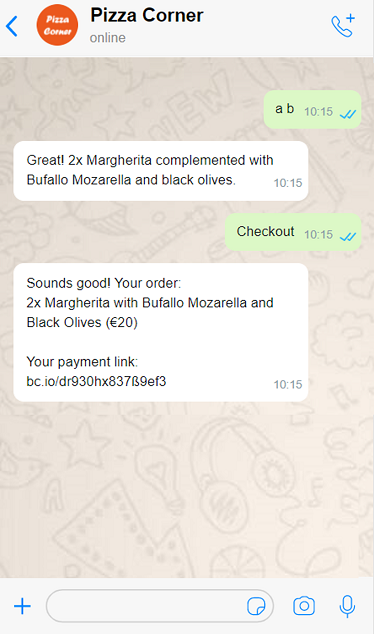 Pizza Corner
Pizza
Corner
online
a b 10:15
Great! 2x Margherita complemented with
Bufallo Mozarella and black olives.
10:15
Checkout 10:15
Sounds good! Your order:
2x Margherita with Bufallo Mozarella and
Black Olives (€20)
Your payment link:
bc.io/dr930hx837ß9ef3
10:15